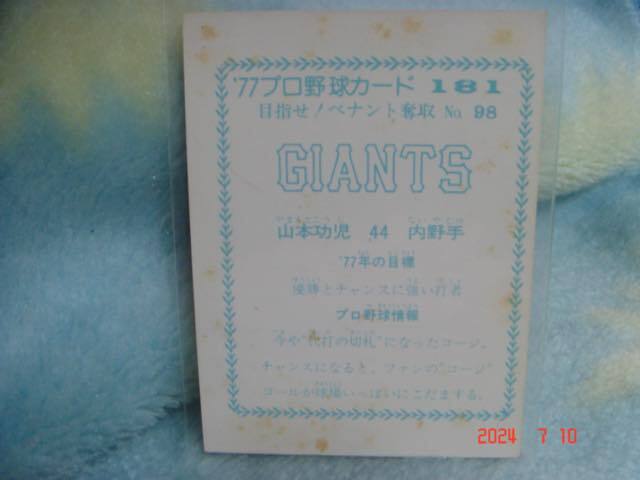 '77プロ野球カード 181
目指せ!ペナント奪取 No 98
GIANTS
山本功児 44 内野手
'77年の目標
優勝とチャンスに強い打者
プロ野球情報
今や"代打の切札"になったコージ。
チャンスになると、ファンの"コージ"
コールが球場いっぱいにこだまする。
2024 7 10